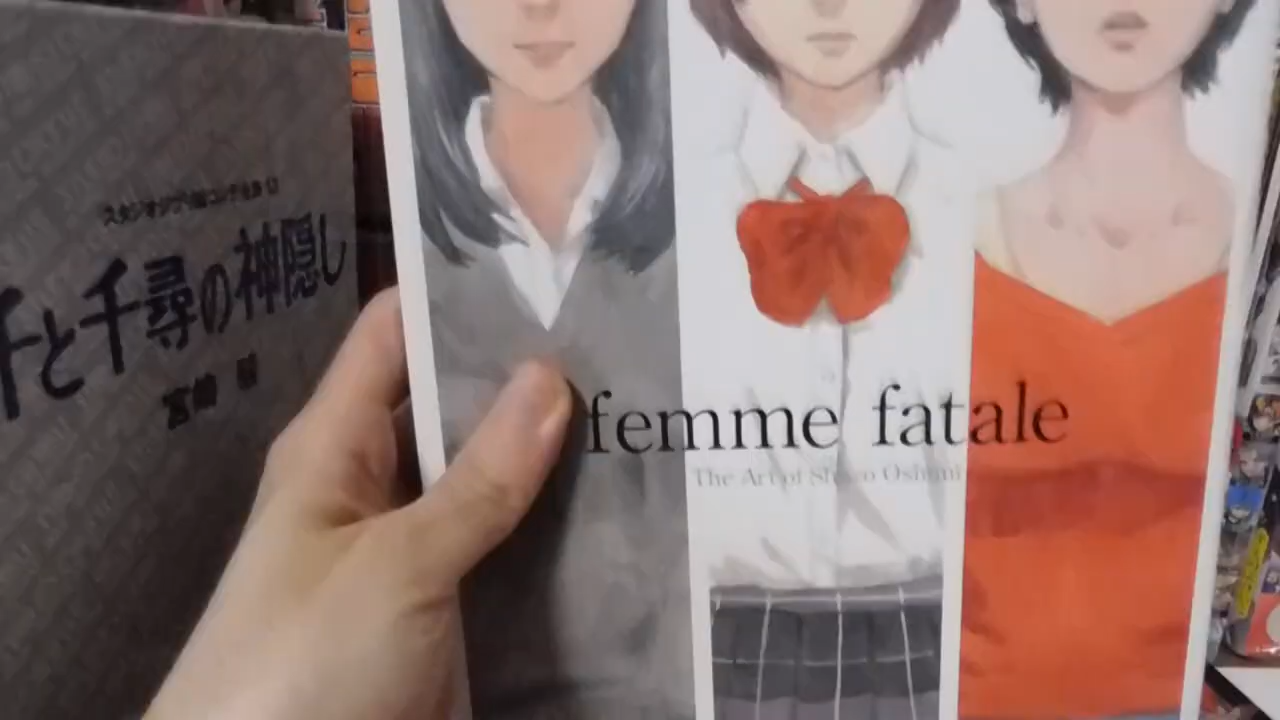 スタジオジブリ絵コンテ全集13
千と千尋の神隠し
宮崎 駿
femme fatale
The Art of Shuzo Oshimi